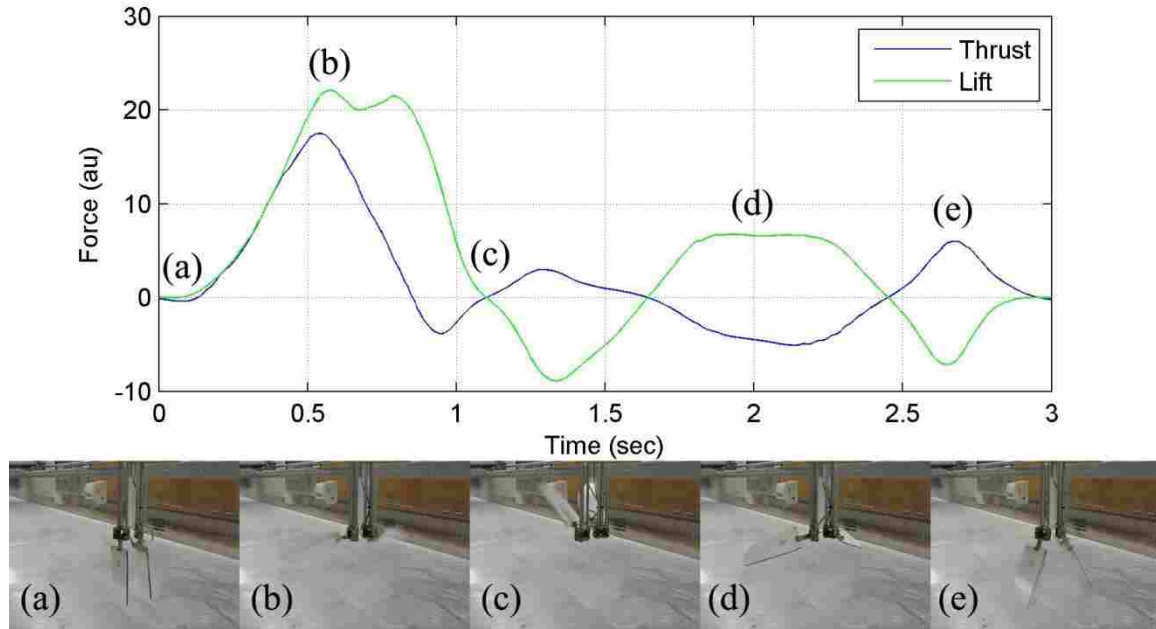 30
20
10
0
-10
Force (au)
(a)
(b)
(c)
(d)
(e)
Thrust
Lift
0 0.5 1 1.5 2 2.5 3
Time (sec)
(a) (b) (c) (d) (e)